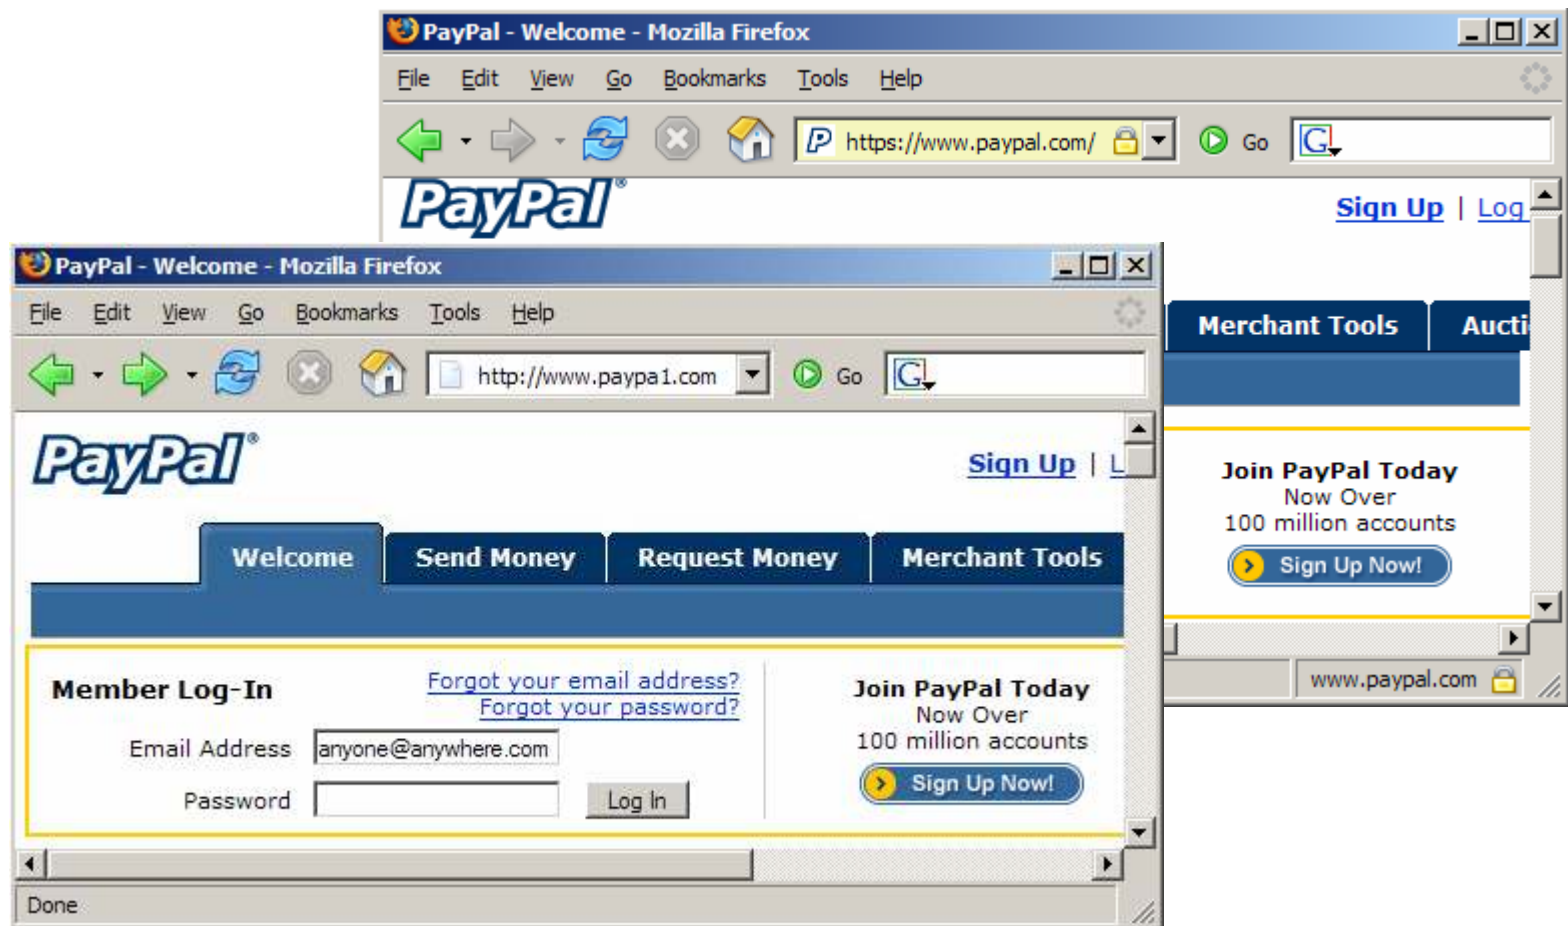 PayPal - Welcome - Mozilla Firefox
File Edit View Go Bookmarks Tools Help
https://www.paypal.com/ Go G
PayPal®
Sign Up | Log
Merchant Tools Aucti
Join PayPal Today
Now Over
100 million accounts
Sign Up Now!
www.paypal.com
PayPal - Welcome - Mozilla Firefox
File Edit View Go Bookmarks Tools Help
http://www.paypa1.com Go G
PayPal®
Sign Up | L
Welcome Send Money Request Money Merchant Tools
Member Log-In
Forgot your email address?
Forgot your password?
Email Address anyone@anywhere.com
Password Log In
Join PayPal Today
Now Over
100 million accounts
Sign Up Now!
Done